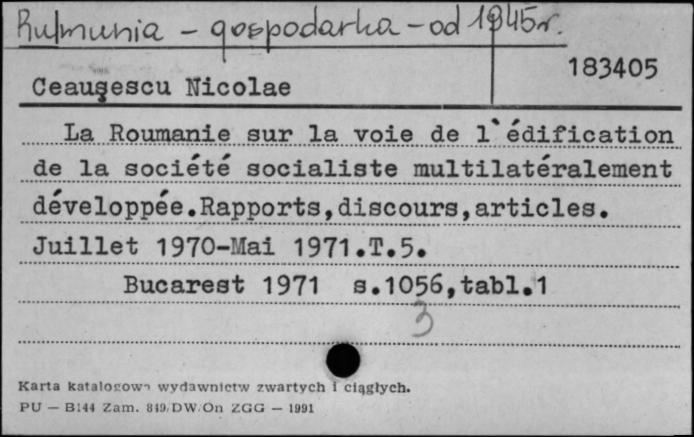 Rumunia - gospodarka - od 1945 r.
183405
Ceauşescu Nicolae
La Roumanie sur la voie de l`édification
de la société socialiste multilatéralement
développée.Rapports,discours,articles.
Juillet 1970-Mai 1971.T.5.
Bucarest 1971 s.1056,tabl.1
3
Karta katalogowa wydawnictw zwartych i ciągłych.
PU — B144 Zam. 849/DW/On ZGG — 1991